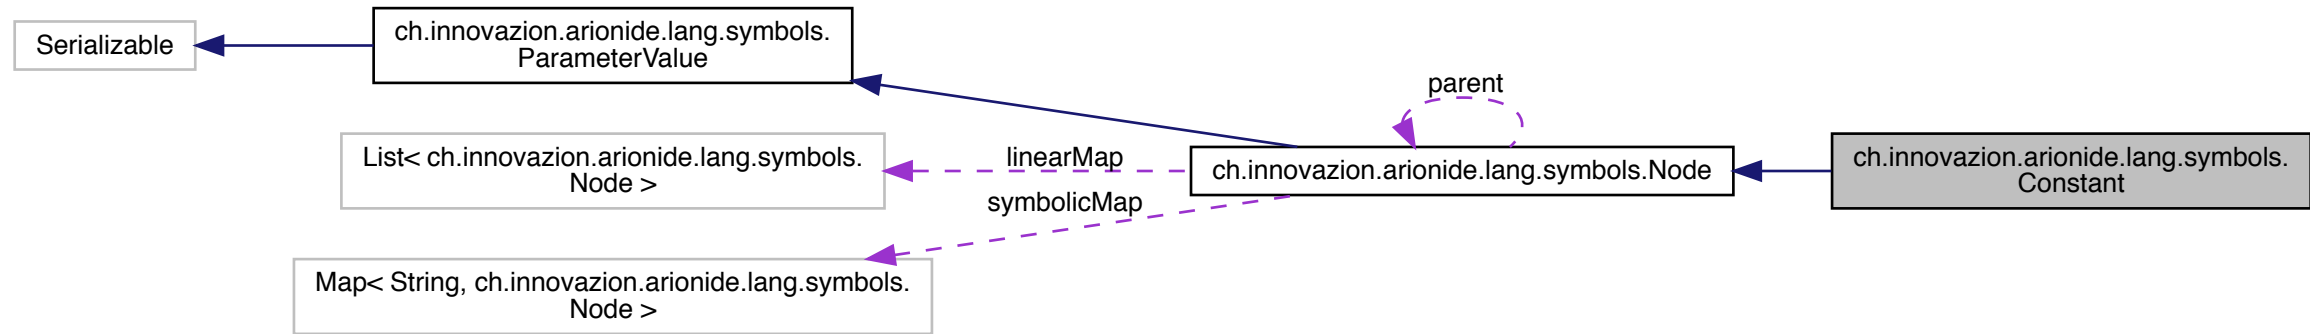 Serializable
ch.innovazion.arionide.lang.symbols.
ParameterValue
parent
List< ch.innovazion.arionide.lang.symbols.
Node >
linearMap
ch.innovazion.arionide.lang.symbols.Node
ch.innovazion.arionide.lang.symbols.
Constant
symbolicMap
Map< String, ch.innovazion.arionide.lang.symbols.
Node >